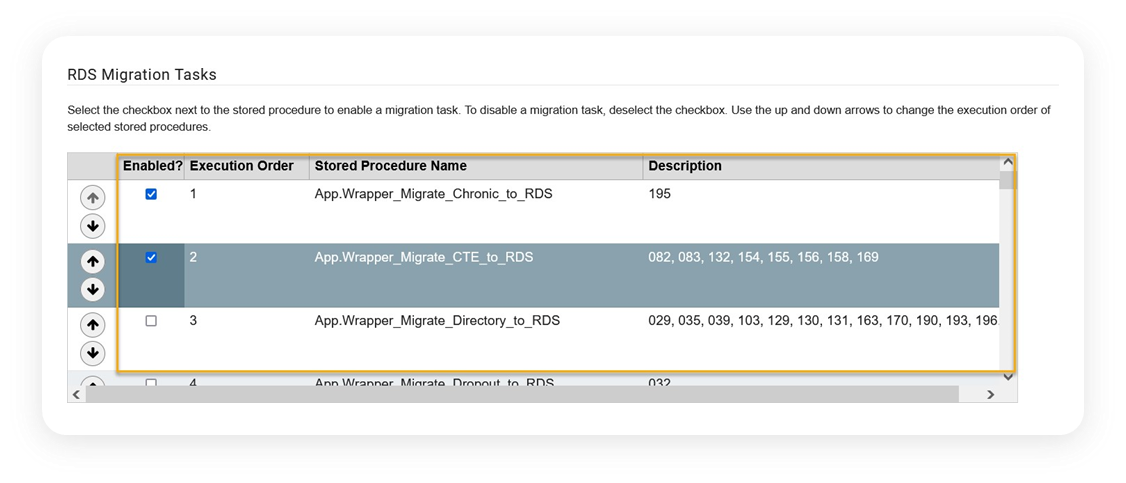 RDS Migration Tasks
Select the checkbox next to the stored procedure to enable a migration task. To disable a migration task, deselect the checkbox. Use the up and down arrows to change the execution order of
selected stored procedures.
Enabled? Execution Order Stored Procedure Name Description
1 App.Wrapper_Migrate_Chronic_to_RDS 195
2 App.Wrapper_Migrate_CTE_to_RDS 082, 083, 132, 154, 155, 156, 158, 169
3 App.Wrapper_Migrate_Directory_to_RDS 029, 035, 039, 103, 129, 130, 131, 163, 170, 190, 193, 196
4 App.Wrapper_Migrate_Dropout_to_RDS 032